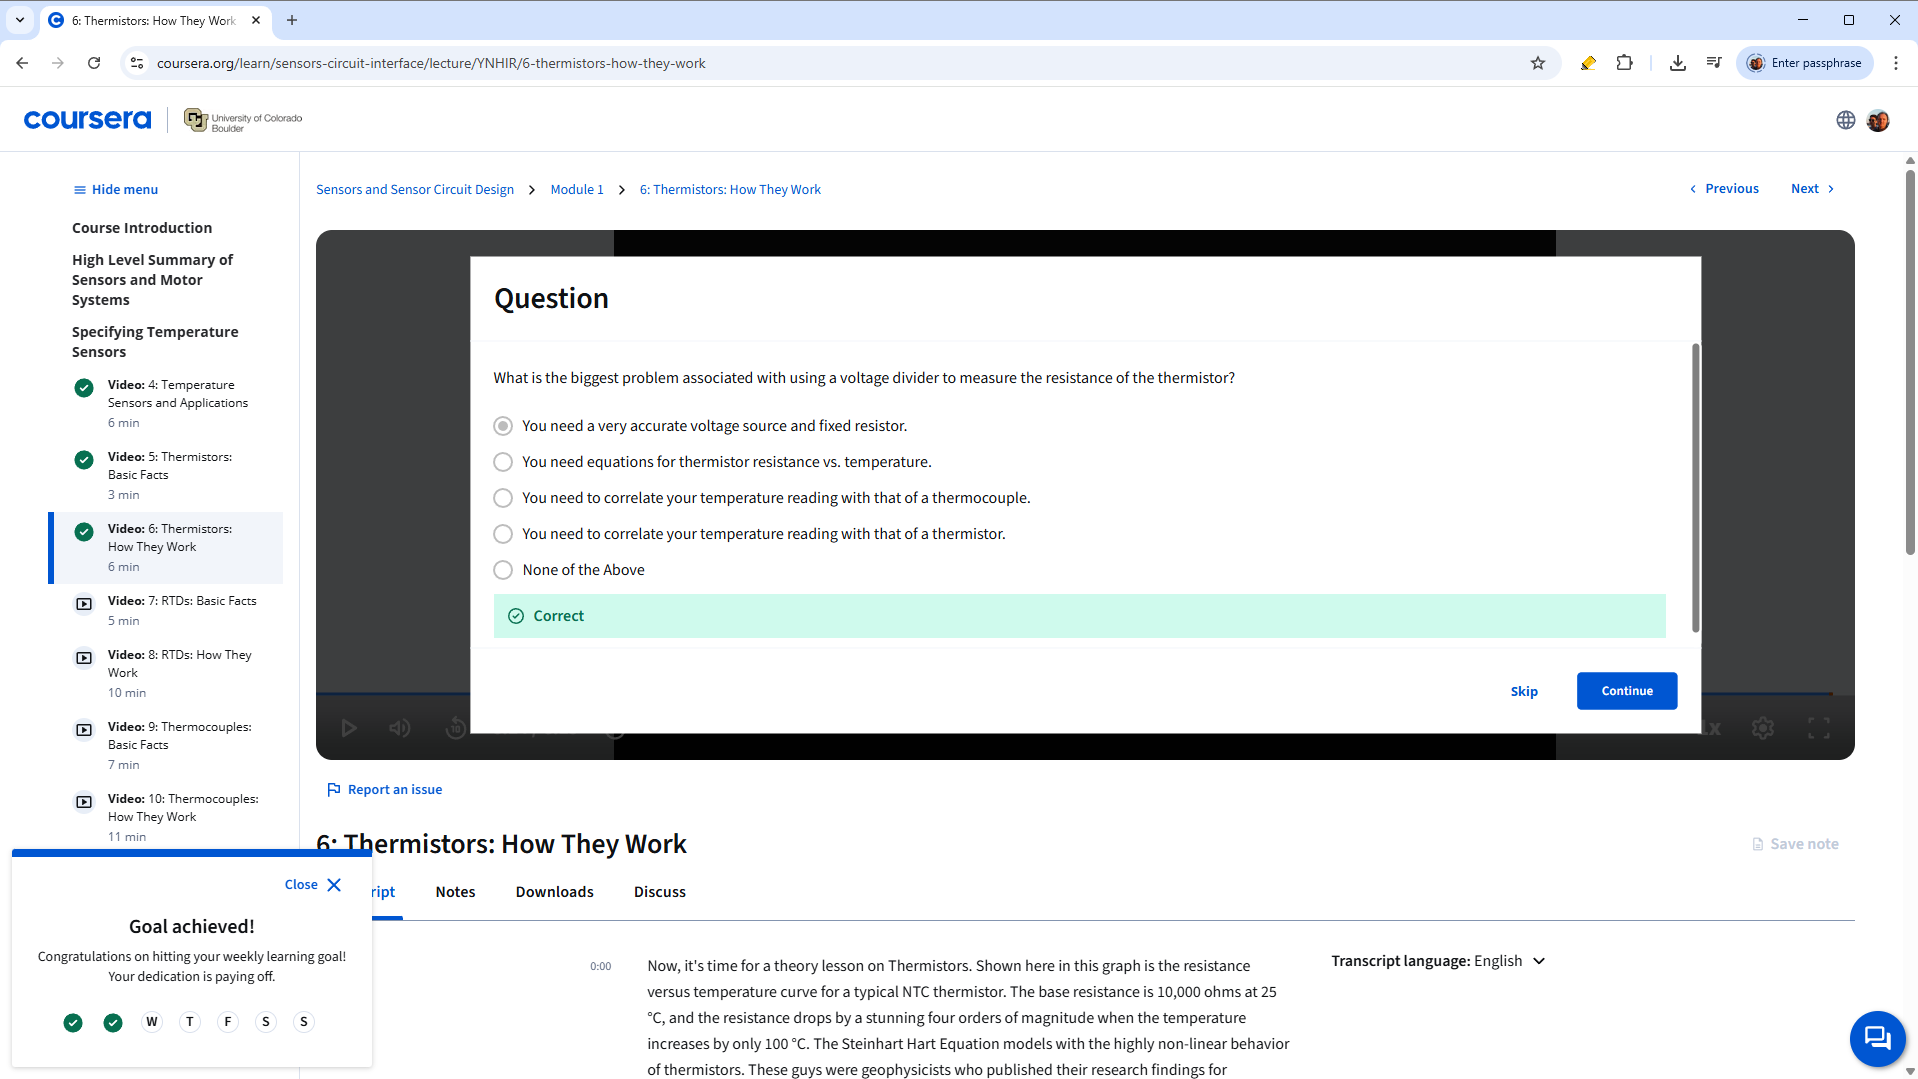 6: Thermistors: How They Work
coursera.org/learn/sensors-circuit-interface/lecture/YNHIR/6-thermistors-how-they-work
Enter passphrase
coursera
University of Colorado
Boulder
Hide menu
Course Introduction
High Level Summary of
Sensors and Motor
Systems
Specifying Temperature
Sensors
Video: 4: Temperature
Sensors and Applications
6 min
Video: 5: Thermistors:
Basic Facts
3 min
Video: 6: Thermistors:
How They Work
6 min
Video: 7: RTDs: Basic Facts
5 min
Video: 8: RTDs: How They
Work
10 min
Video: 9: Thermocouples:
Basic Facts
7 min
Video: 10: Thermocouples:
How They Work
11 min
Sensors and Sensor Circuit Design
Module 1
6: Thermistors: How They Work
Previous
Next
Question
What is the biggest problem associated with using a voltage divider to measure the resistance of the thermistor?
You need a very accurate voltage source and fixed resistor.
You need equations for thermistor resistance vs. temperature.
You need to correlate your temperature reading with that of a thermocouple.
You need to correlate your temperature reading with that of a thermistor.
None of the Above
Correct
Skip
Continue
10
1x
Report an issue
6: Thermistors: How They Work
Save note
ript
Notes
Downloads
Discuss
0:00
Now, it's time for a theory lesson on Thermistors. Shown here in this graph is the resistance
versus temperature curve for a typical NTC thermistor. The base resistance is 10,000 ohms at 25
°C, and the resistance drops by a stunning four orders of magnitude when the temperature
increases by only 100 °C. The Steinhart Hart Equation models with the highly non-linear behavior
of thermistors. These guys were geophysicists who published their research findings for
Transcript language: English
Close
Goal achieved!
Congratulations on hitting your weekly learning goal!
Your dedication is paying off.
W T F S S